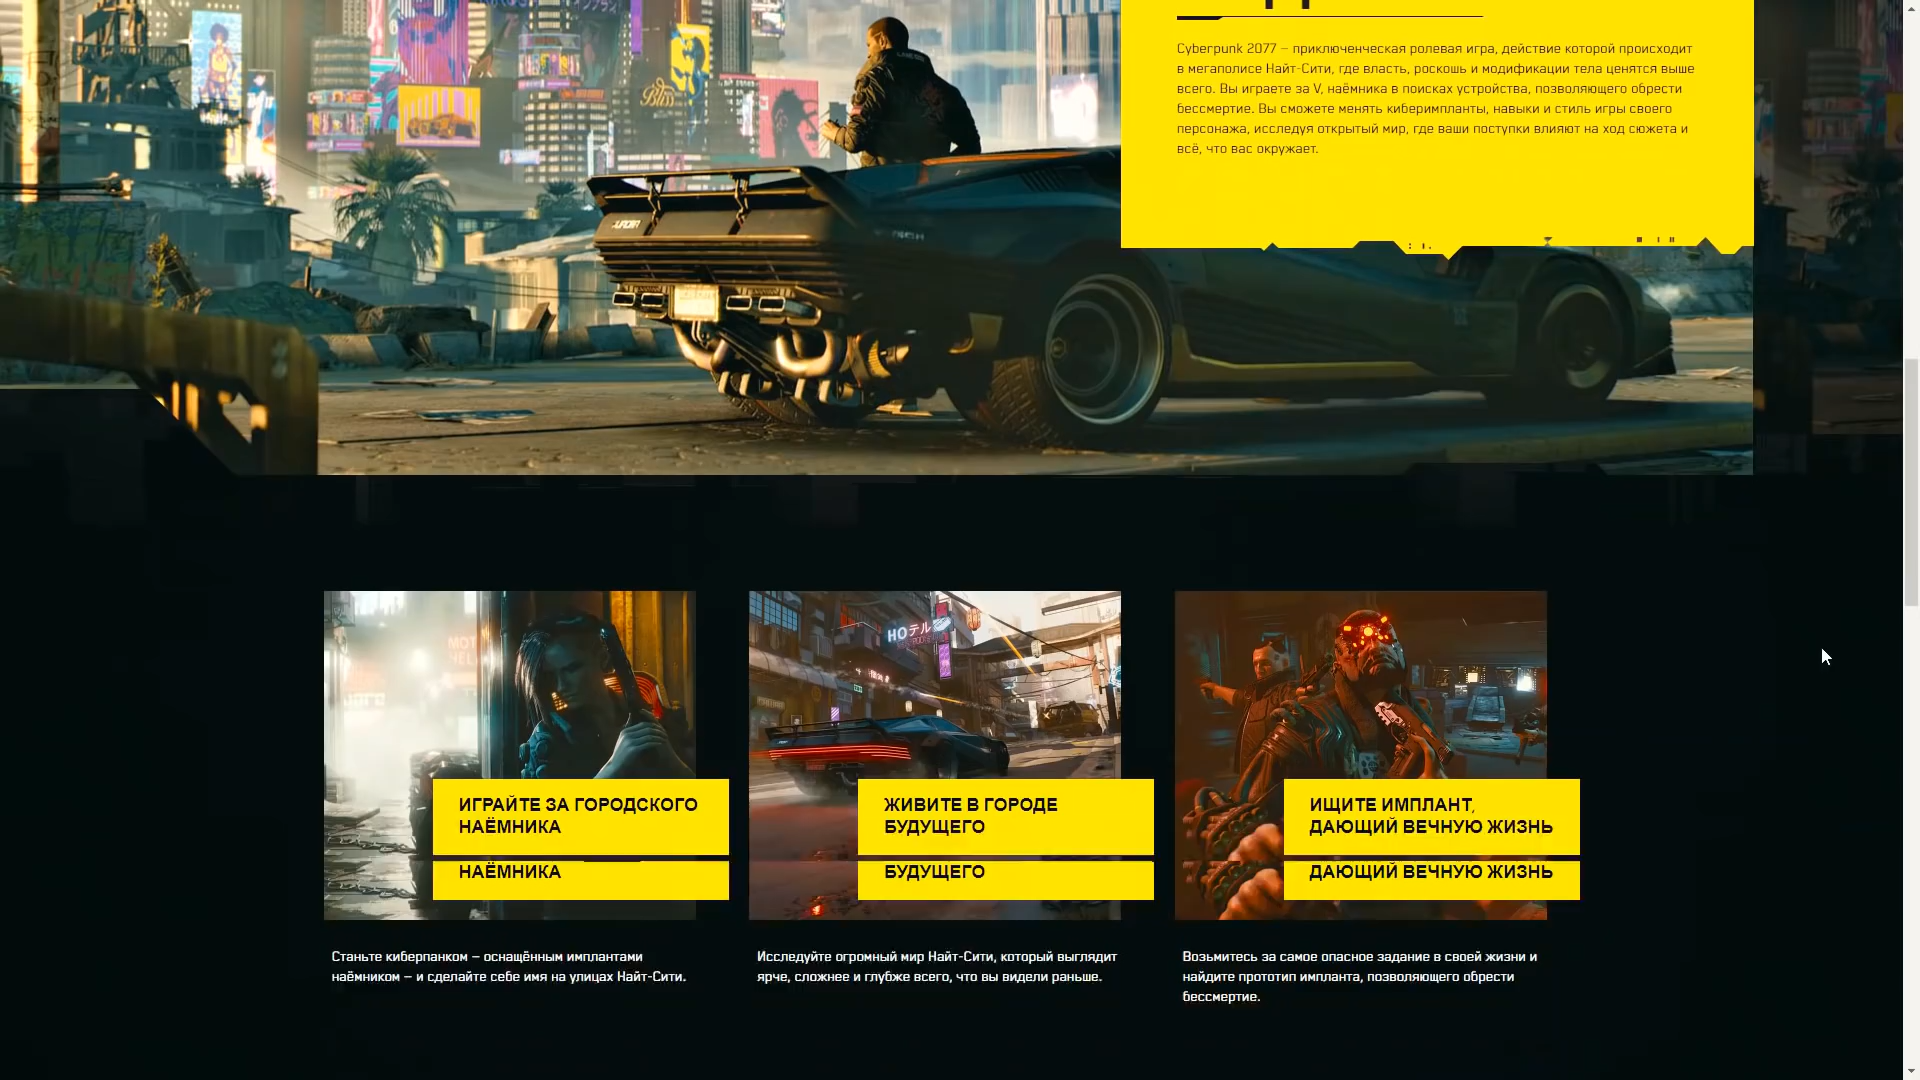 Cyberpunk 2077 – приключенческая ролевая игра, действие которой происходит
в мегаполисе Найт-Сити, где власть, роскошь и модификации тела ценятся выше
всего. Вы играете за V, наёмника в поисках устройства, позволяющего обрести
бессмертие. Вы сможете менять киберимпланты, навыки и стиль игры своего
персонажа, исследуя открытый мир, где ваши поступки влияют на ход сюжета и
всё, что вас окружает.
Bliss
HOテル
ИГРАЙТЕ ЗА ГОРОДСКОГО
НАЁМНИКА
НАЁМНИКА
Станьте киберпанком – оснащённым имплантами
наёмником – и сделайте себе имя на улицах Найт-Сити.
ЖИВИТЕ В ГОРОДЕ
БУДУЩЕГО
БУДУЩЕГО
Исследуйте огромный мир Найт-Сити, который выглядит
ярче, сложнее и глубже всего, что вы видели раньше.
ИЩИТЕ ИМПЛАНТ,
ДАЮЩИЙ ВЕЧНУЮ ЖИЗНЬ
ДАЮЩИЙ ВЕЧНУЮ ЖИЗНЬ
Возьмитесь за самое опасное задание в своей жизни и
найдите прототип импланта, позволяющего обрести
бессмертие.